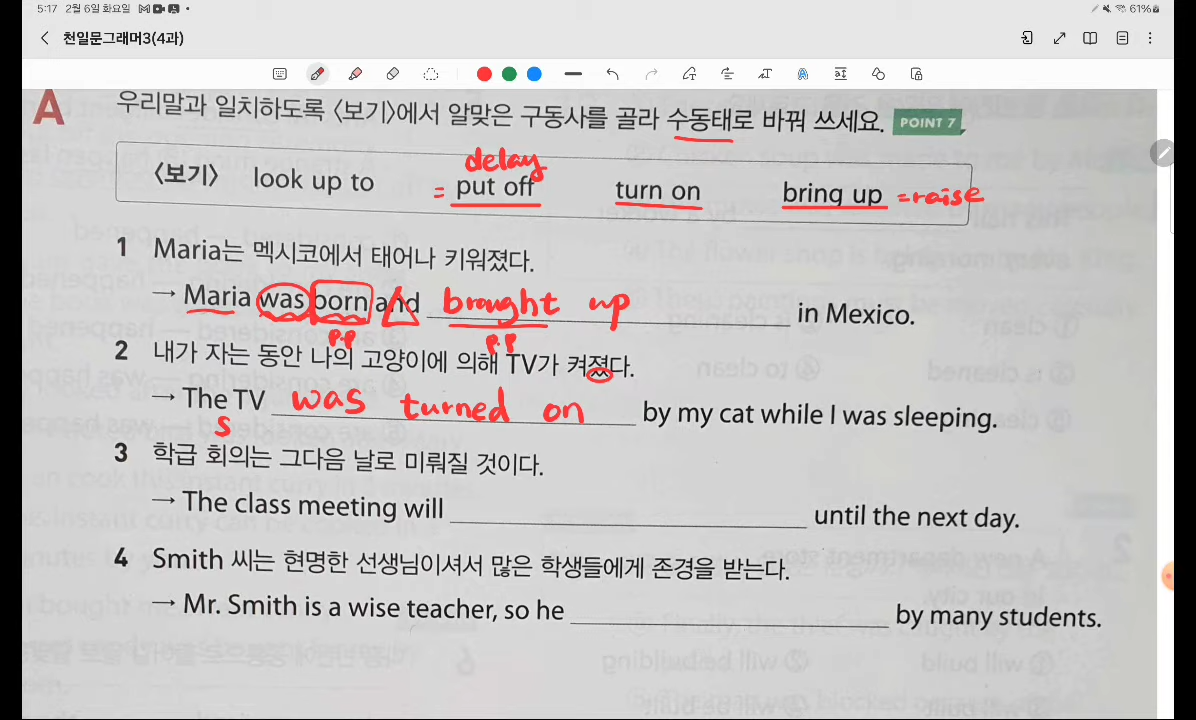 5:17 2월 6일 화요일 61%
천일문그래머3(4과)
A 우리말과 일치하도록 〈보기〉에서 알맞은 구동사를 골라 수동태로 바꿔 쓰세요. POINT 7
delay
〈보기〉 look up to = put off turn on bring up =raise
1 Maria는 멕시코에서 태어나 키워졌다.
→ Maria was born and brought up in Mexico.
p.p p.p
2 내가 자는 동안 나의 고양이에 의해 TV가 켜졌다.
→ The TV was turned on by my cat while I was sleeping.
S
3 학급 회의는 그다음 날로 미뤄질 것이다.
→ The class meeting will until the next day.
4 Smith 씨는 현명한 선생님이셔서 많은 학생들에게 존경을 받는다.
→ Mr. Smith is a wise teacher, so he by many students.